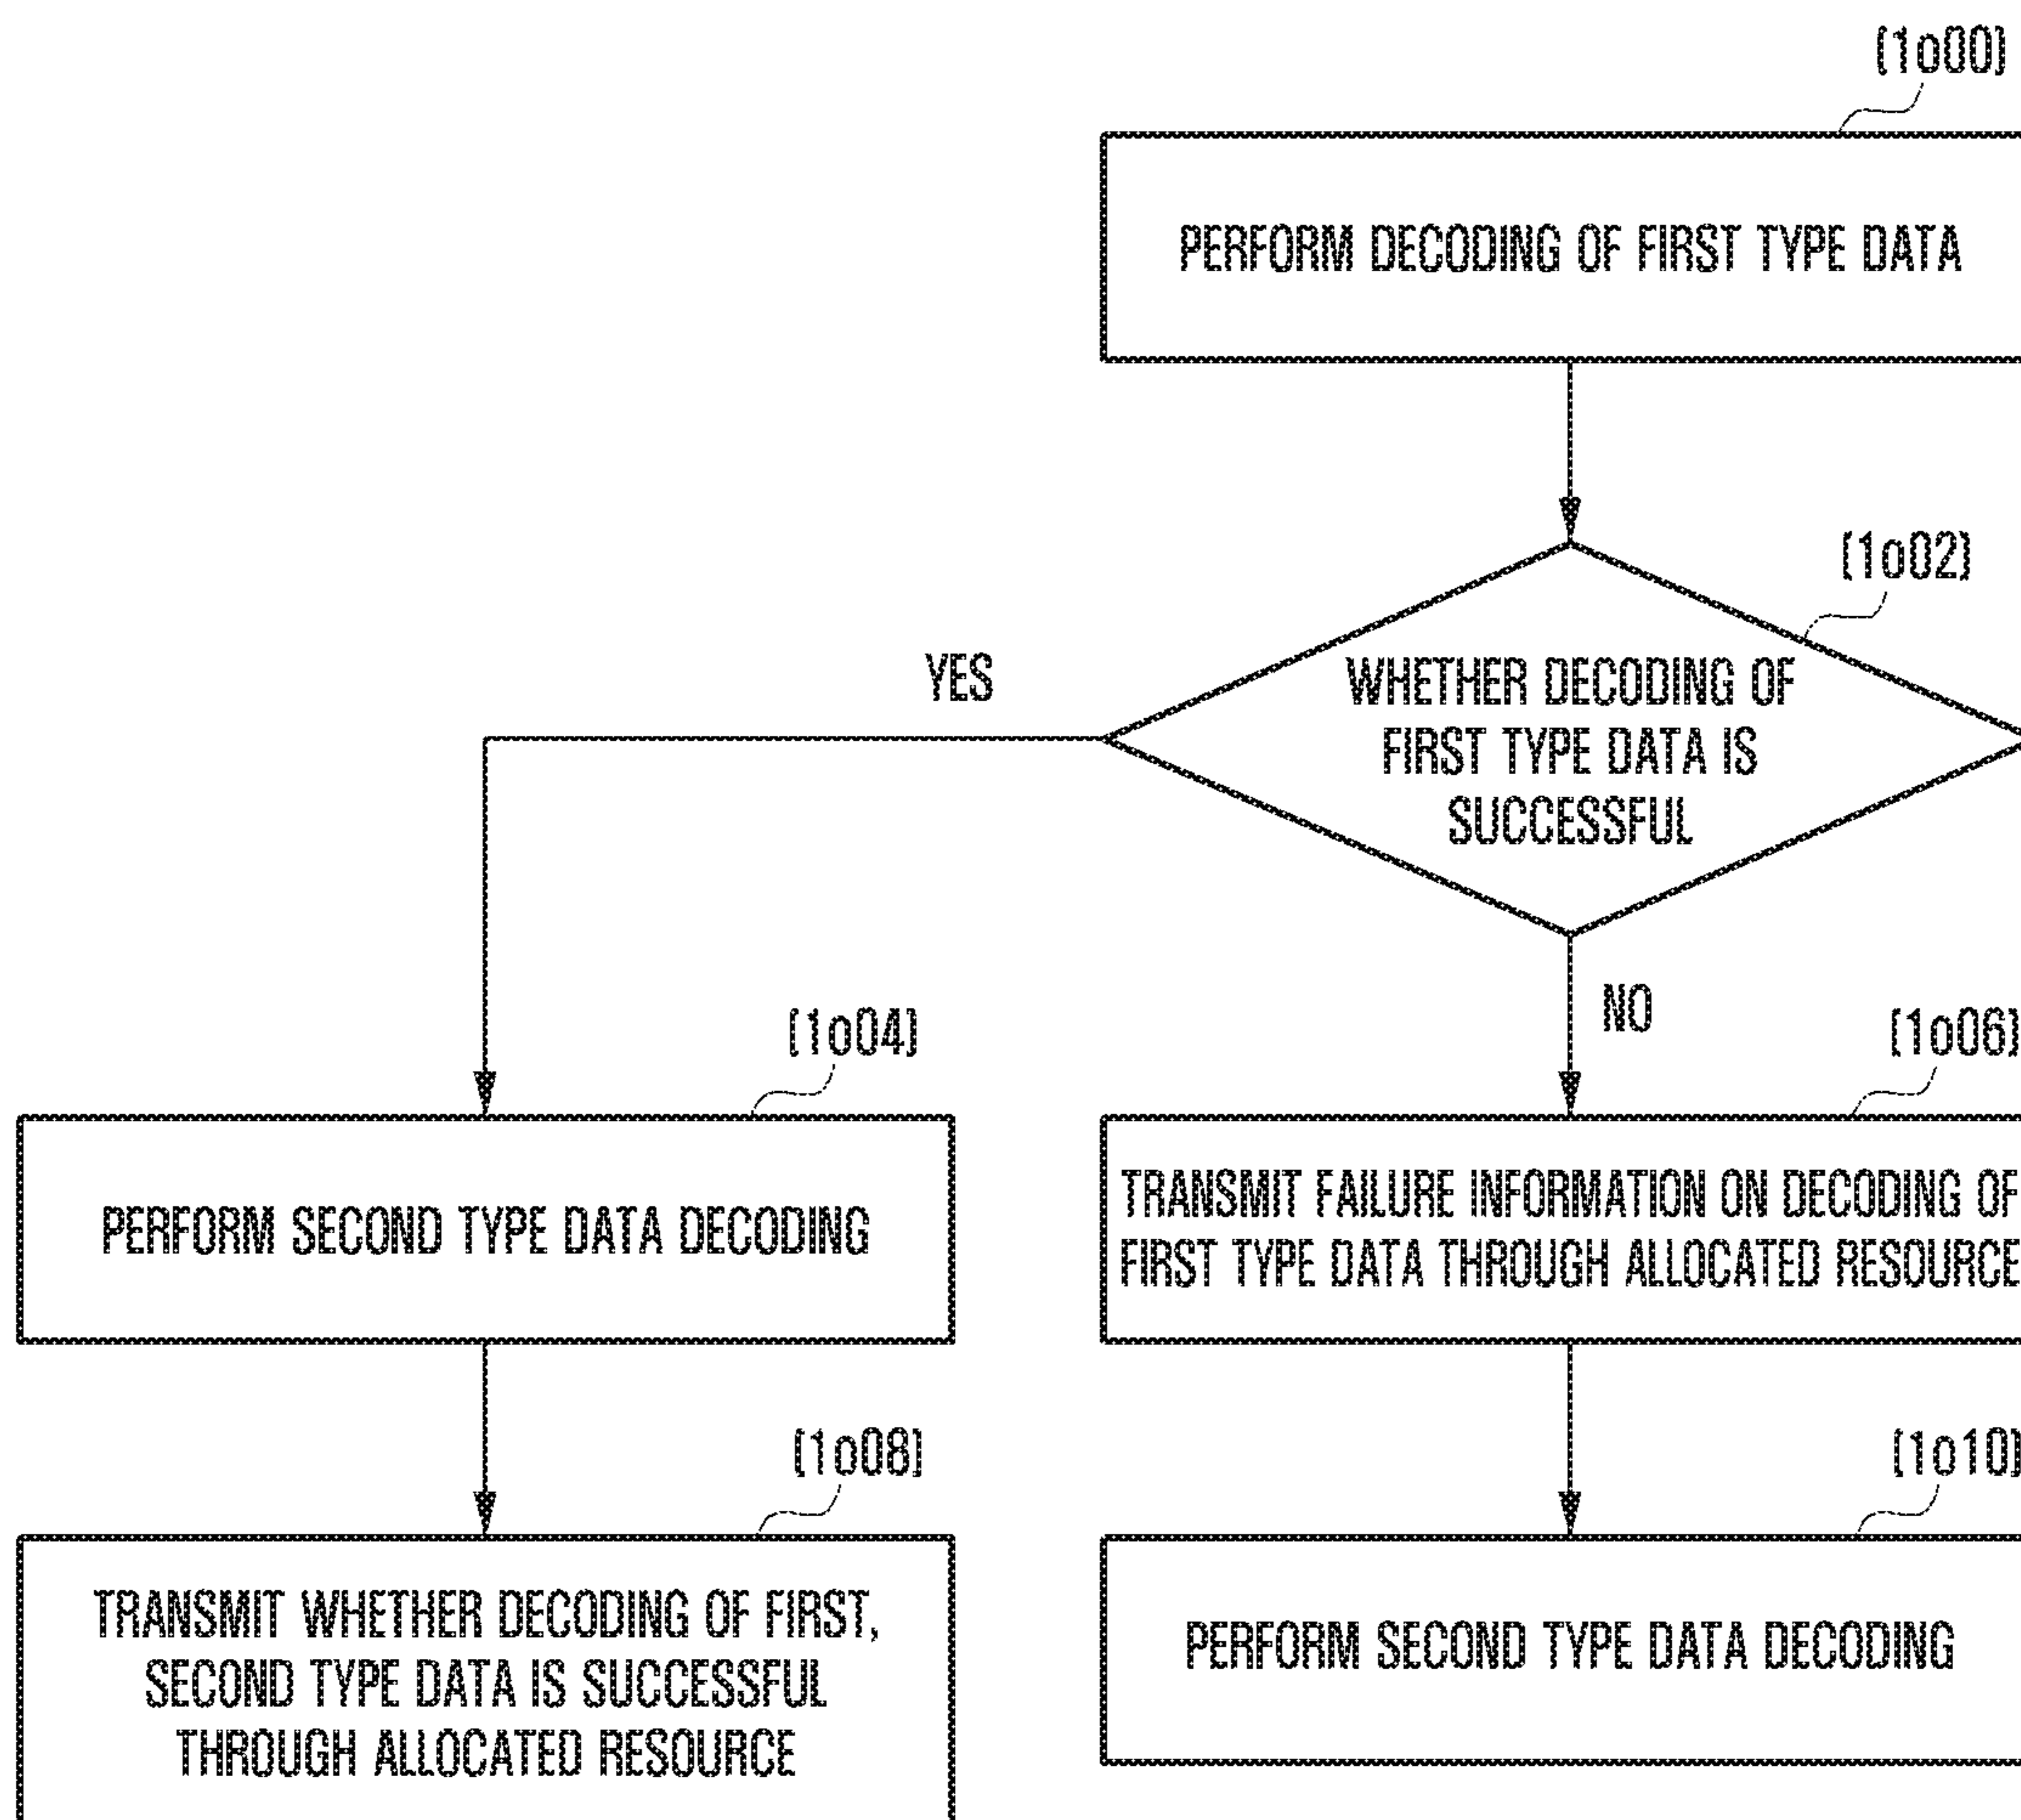 (1o00)
PERFORM DECODING OF FIRST TYPE DATA
(1o02)
YES
WHETHER DECODING OF
FIRST TYPE DATA IS
SUCCESSFUL
NO
(1o04)
(1o06)
PERFORM SECOND TYPE DATA DECODING
TRANSMIT FAILURE INFORMATION ON DECODING OF
FIRST TYPE DATA THROUGH ALLOCATED RESOURCE
(1o08)
(1o10)
TRANSMIT WHETHER DECODING OF FIRST,
SECOND TYPE DATA IS SUCCESSFUL
THROUGH ALLOCATED RESOURCE
PERFORM SECOND TYPE DATA DECODING